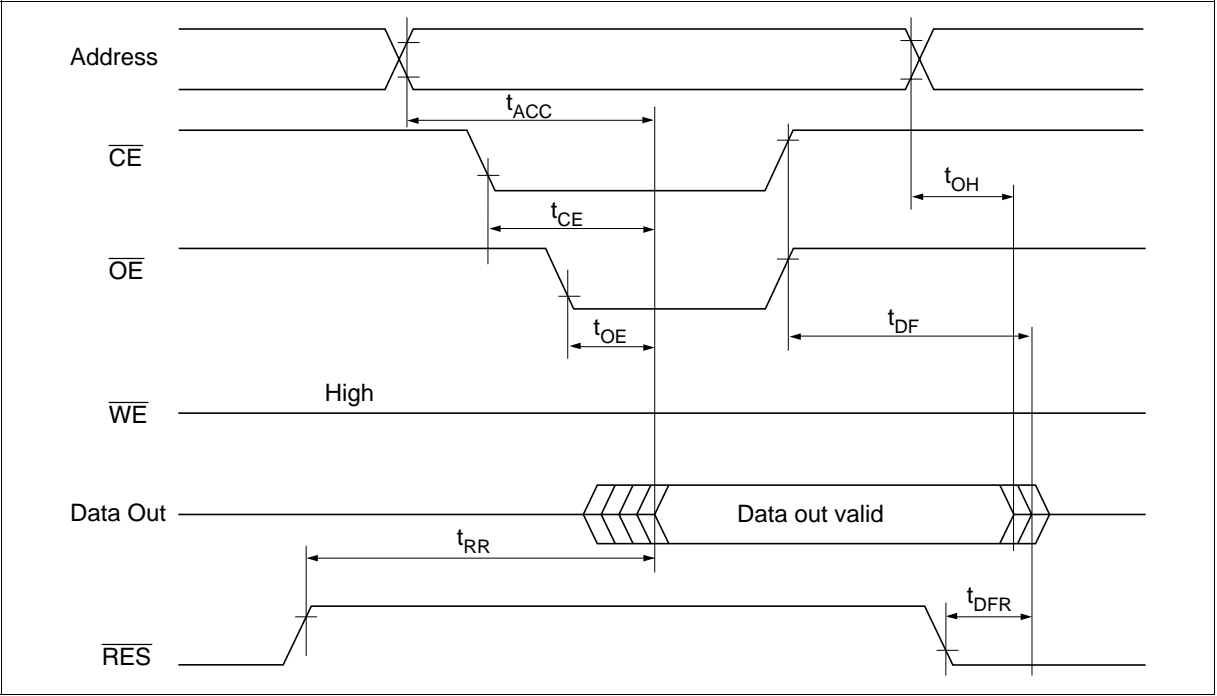 Address
tACC
CE
tOH
tCE
OE
tDF
tOE
High
WE
Data Out
Data out valid
tRR
tDFR
RES